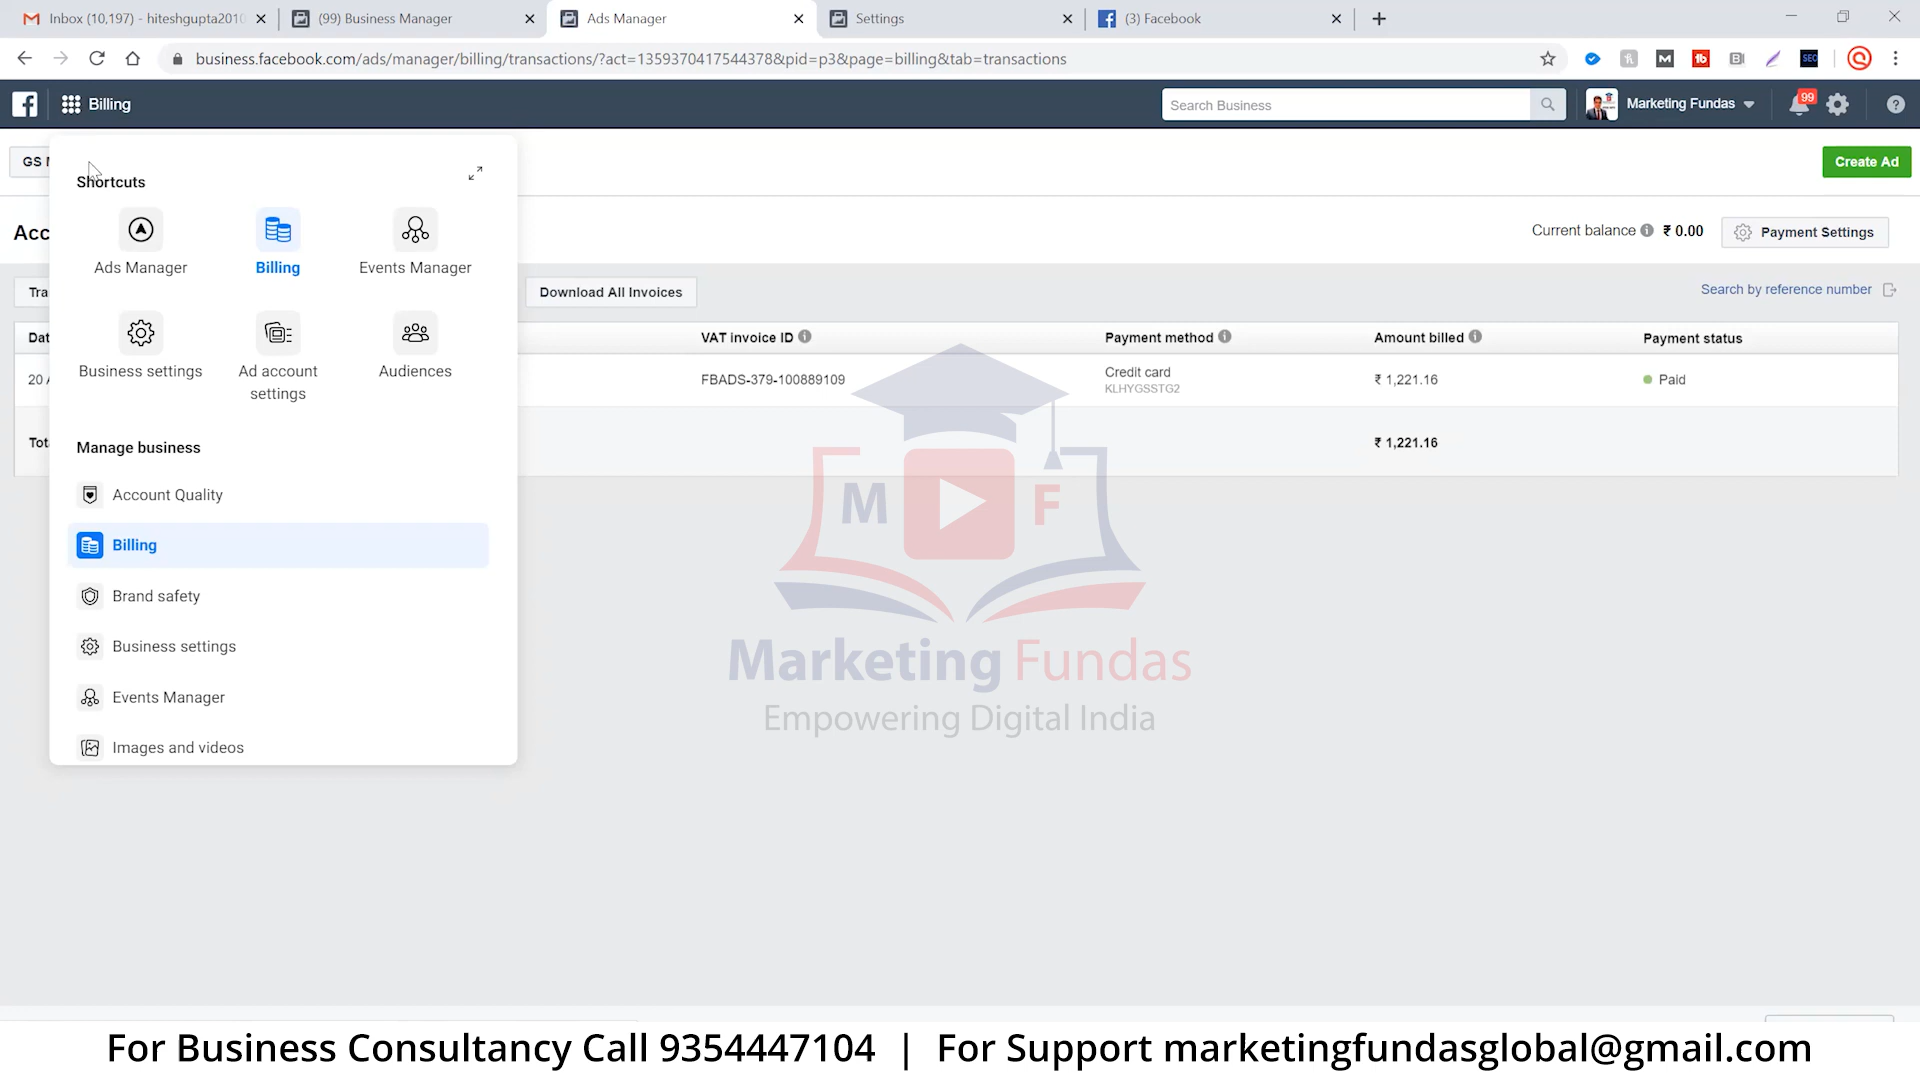 Inbox (10,197) - hiteshgupta2010
(99) Business Manager
Ads Manager
Settings
(3) Facebook
business.facebook.com/ads/manager/billing/transactions/?act=1359370417544378&pid=p3&page=billing&tab=transactions
Billing
Search Business
Marketing Fundas
99
GS
Create Ad
Shortcuts
Ads Manager
Billing
Events Manager
Acc
Current balance ₹ 0.00
Payment Settings
Business settings
Ad account settings
Audiences
Tra
Download All Invoices
Search by reference number
Dat
VAT invoice ID
Payment method
Amount billed
Payment status
20
FBADS-379-100889109
Credit card
KLHYGSSTG2
₹ 1,221.16
Paid
Tot
₹ 1,221.16
Manage business
Account Quality
Billing
Brand safety
Business settings
Events Manager
Images and videos
M F
Marketing Fundas
Empowering Digital India
For Business Consultancy Call 9354447104 | For Support marketingfundasglobal@gmail.com